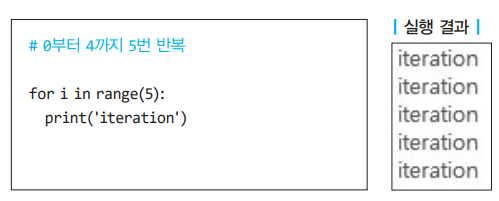 # 0부터 4까지 5번 반복
for i in range(5):
  print('iteration')
| 실행 결과 |
iteration
iteration
iteration
iteration
iteration